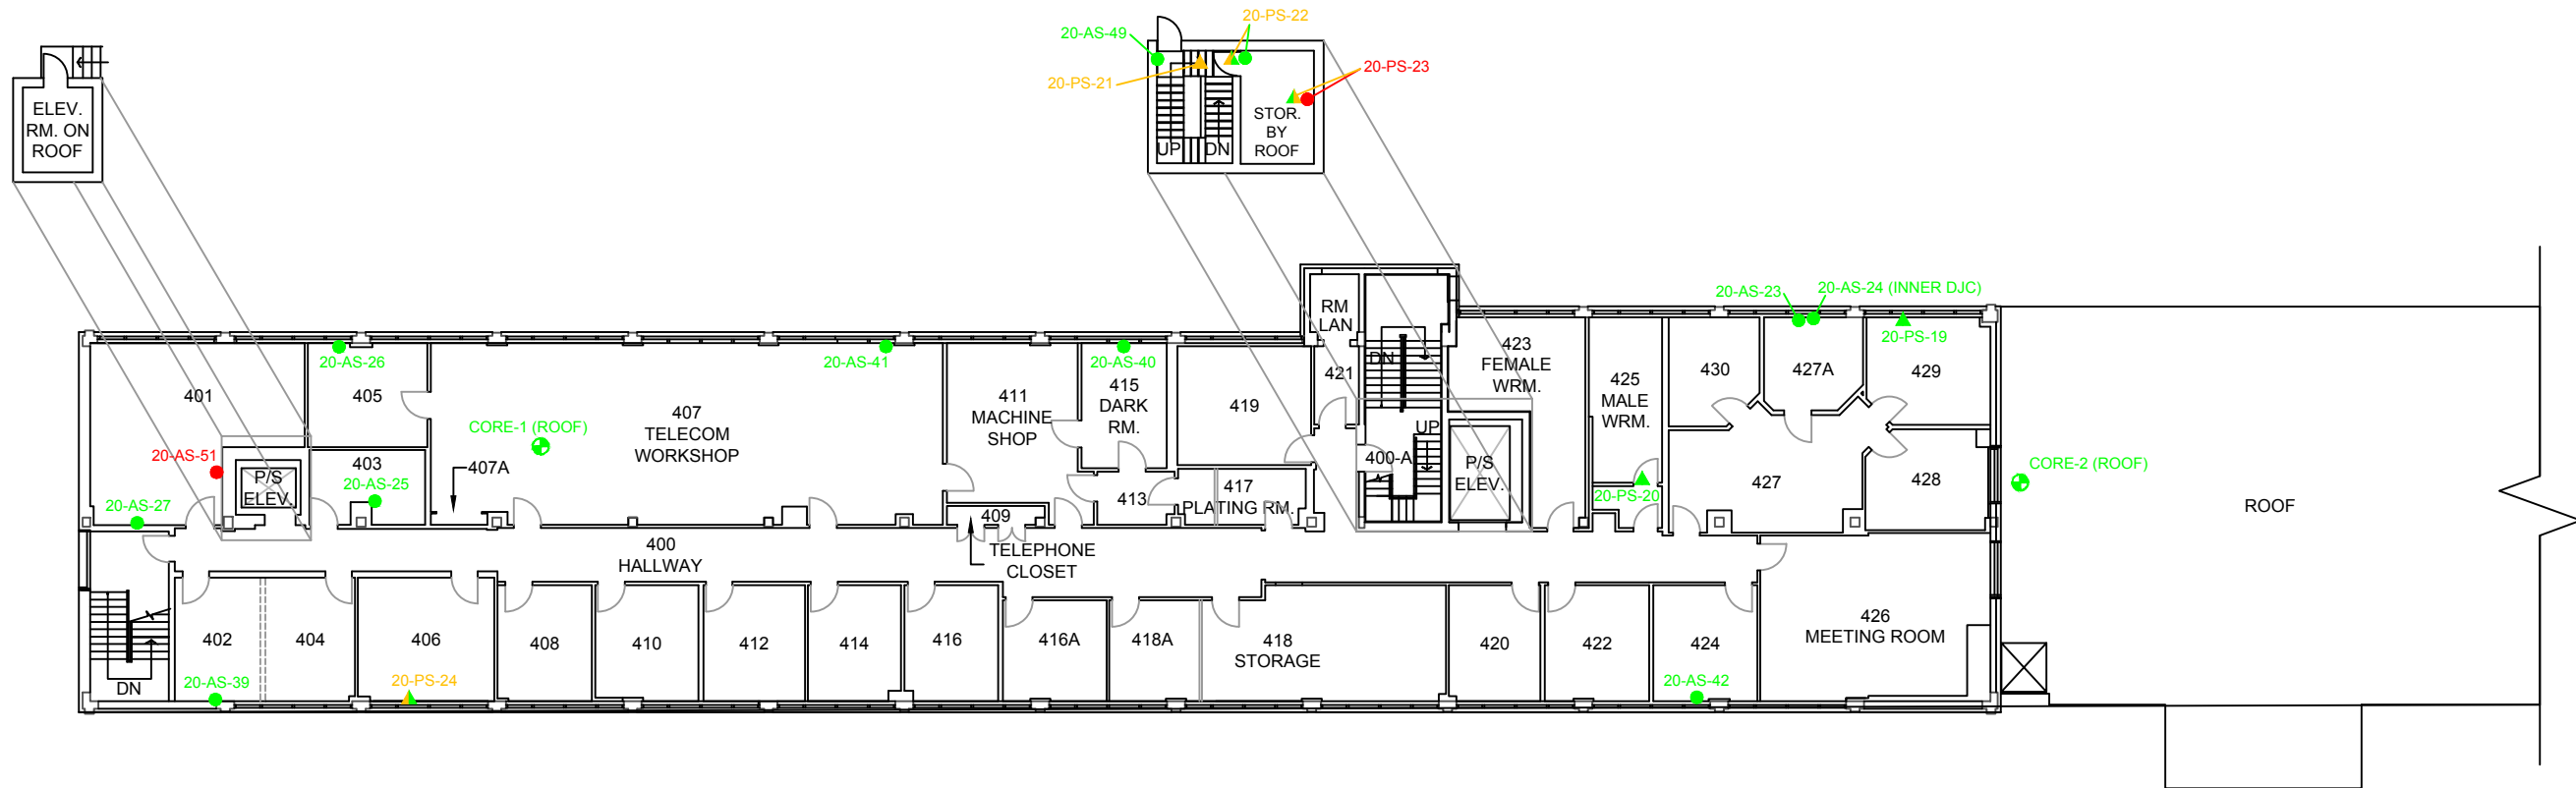 20-PS-22
20-AS-49
20-PS-21
20-PS-23
ELEV.
RM. ON
ROOF
STOR.
BY
ROOF
UP
DN
20-AS-23
20-AS-24 (INNER DJC)
20-PS-19
RM
LAN
DN
423
FEMALE
WRM.
20-AS-26
20-AS-41
20-AS-40
401
405
407
TELECOM
WORKSHOP
CORE-1 (ROOF)
411
MACHINE
SHOP
415
DARK
RM.
419
421
425
MALE
WRM.
430
427A
429
UP
20-AS-51
403
20-AS-25
407A
P/S
ELEV.
20-AS-27
413
417
PLATING RM.
400-A
P/S
ELEV.
20-PS-20
427
428
CORE-2 (ROOF)
ROOF
409
TELEPHONE
CLOSET
400
HALLWAY
402
404
406
408
410
412
414
416
416A
418A
418
STORAGE
420
422
424
426
MEETING ROOM
DN
20-AS-39
20-PS-24
20-AS-42